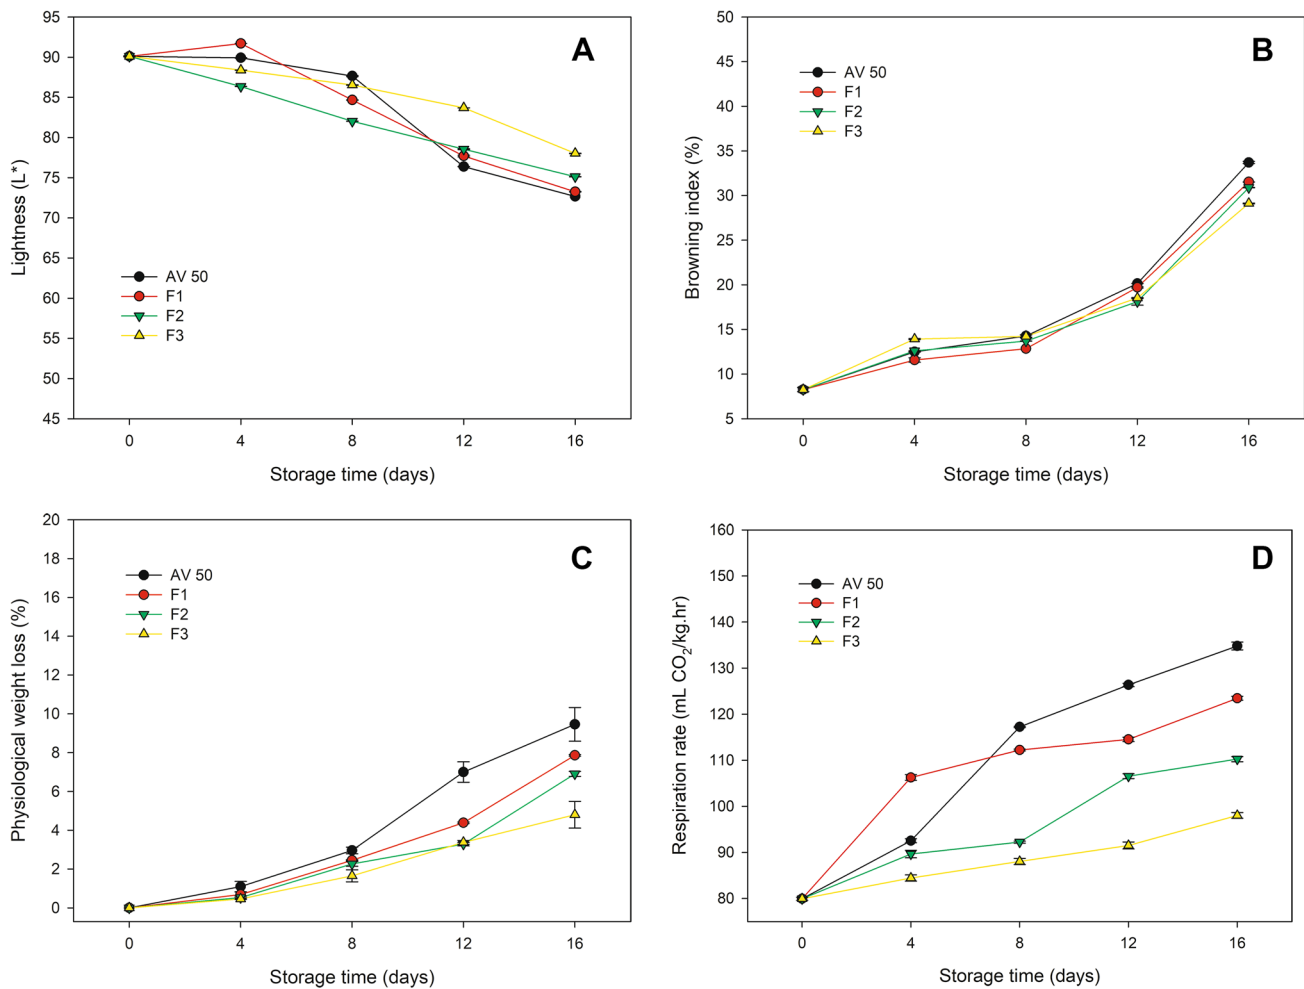 A
Lightness (L*)
95
90
85
80
75
70
65
60
55
50
45
AV 50
F1
F2
F3
0 4 8 12 16
Storage time (days)
B
Browning index (%)
50
45
40
35
30
25
20
15
10
5
AV 50
F1
F2
F3
0 4 8 12 16
Storage time (days)
C
Physiological weight loss (%)
20
18
16
14
12
10
8
6
4
2
0
AV 50
F1
F2
F3
0 4 8 12 16
Storage time (days)
D
Respiration rate (mL CO₂/kg.hr)
160
150
140
130
120
110
100
90
80
AV 50
F1
F2
F3
0 4 8 12 16
Storage time (days)